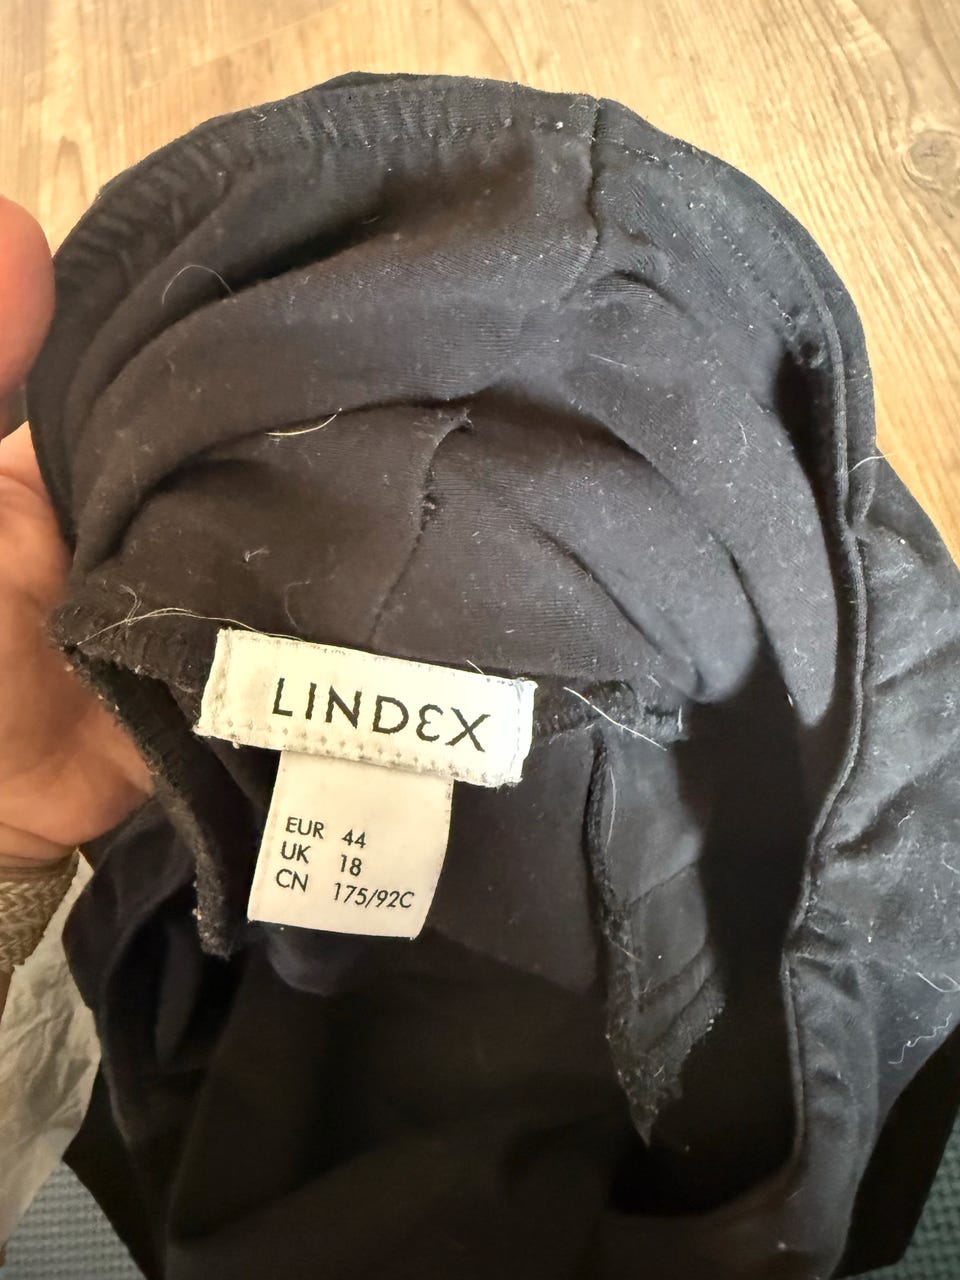 LINDEX
EUR 44
UK 18
CN 175/92C